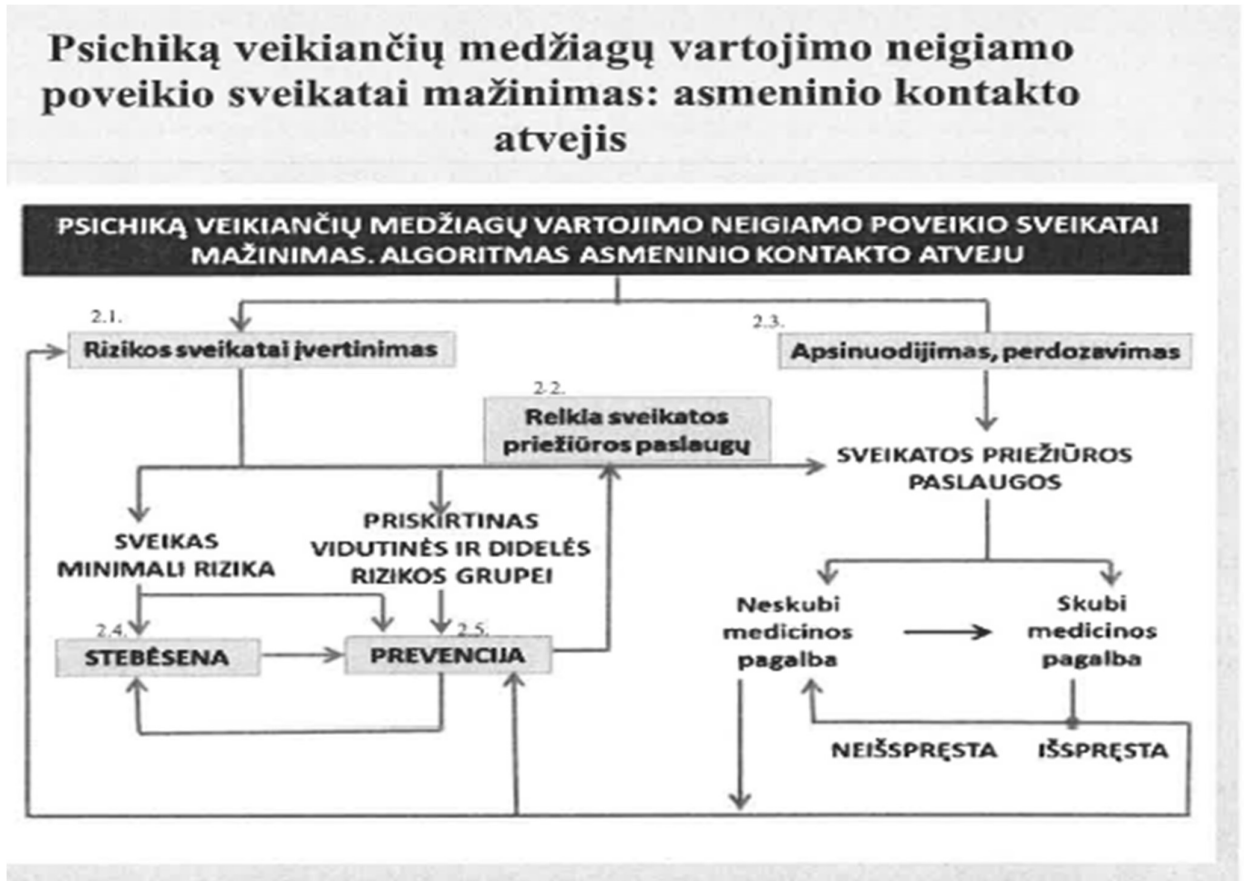 Psichiką veikiančių medžiagų vartojimo neigiamo
poveikio sveikatai mažinimas: asmeninio kontakto
atvejis
PSICHIKĄ VEIKIANČIŲ MEDŽIAGŲ VARTOJIMO NEIGIAMO POVEIKIO SVEIKATAI
MAŽINIMAS. ALGORITMAS ASMENINIO KONTAKTO ATVEJU
2.1.
Rizikos sveikatai įvertinimas
2.3.
Apsinuodijimas, perdozavimas
2.2.
Reikia sveikatos
priežiūros paslaugų
SVEIKATOS PRIEŽIŪROS
PASLAUGOS
SVEIKAS
MINIMALI RIZIKA
PRISKIRTINAS
VIDUTINĖS IR DIDELĖS
RIZIKOS GRUPEI
2.4.
STEBĖSENA
2.5.
PREVENCIJA
Neskubi
medicinos
pagalba
Skubi
medicinos
pagalba
NEIŠSPRĘSTA
IŠSPRĘSTA